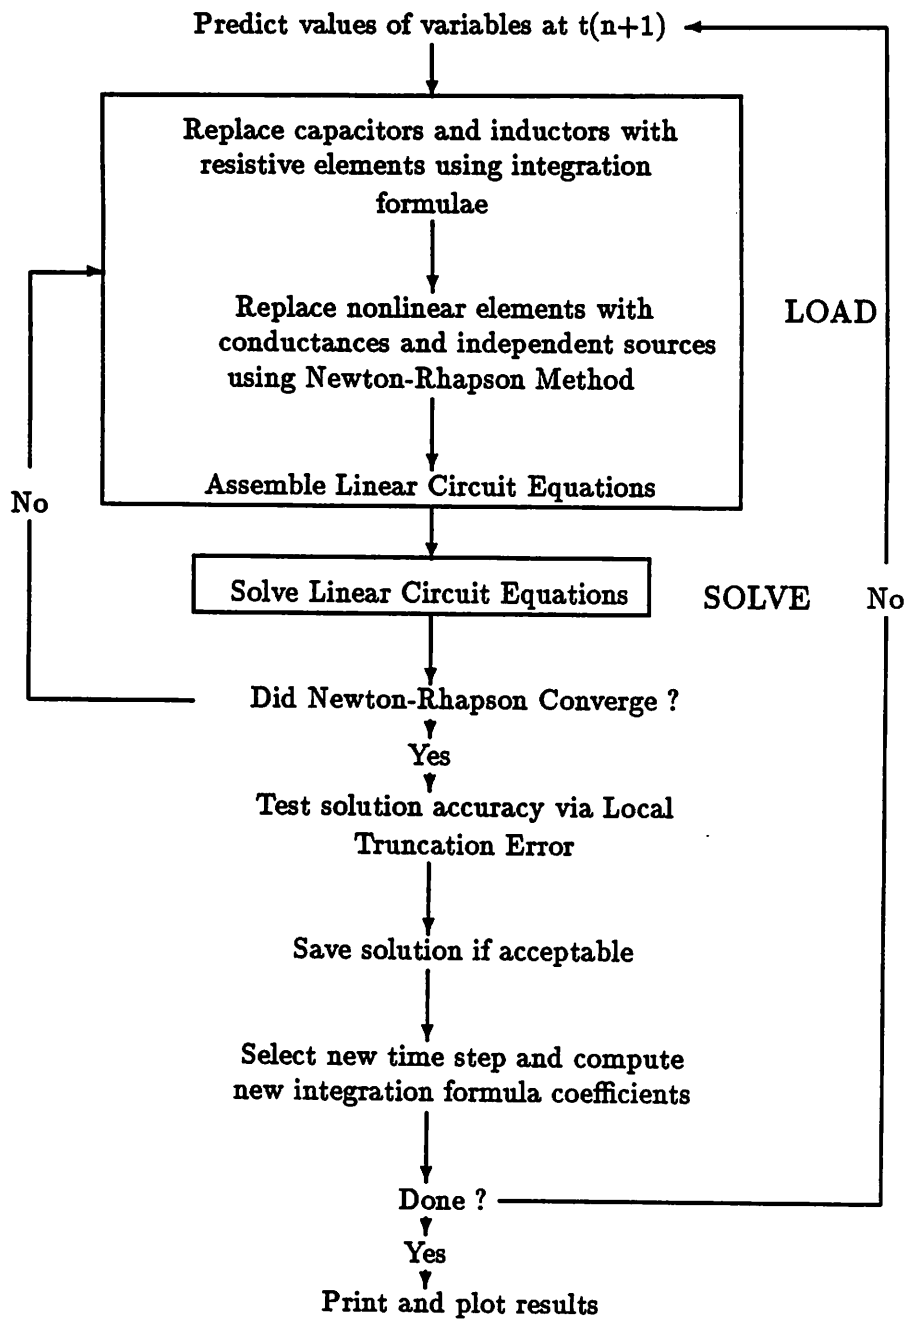 Predict values of variables at t(n+1)
Replace capacitors and inductors with
resistive elements using integration
formulae
Replace nonlinear elements with
conductances and independent sources
using Newton-Rhapson Method
LOAD
Assemble Linear Circuit Equations
No
Solve Linear Circuit Equations
SOLVE
No
Did Newton-Rhapson Converge ?
Yes
Test solution accuracy via Local
Truncation Error
Save solution if acceptable
Select new time step and compute
new integration formula coefficients
Done ?
Yes
Print and plot results